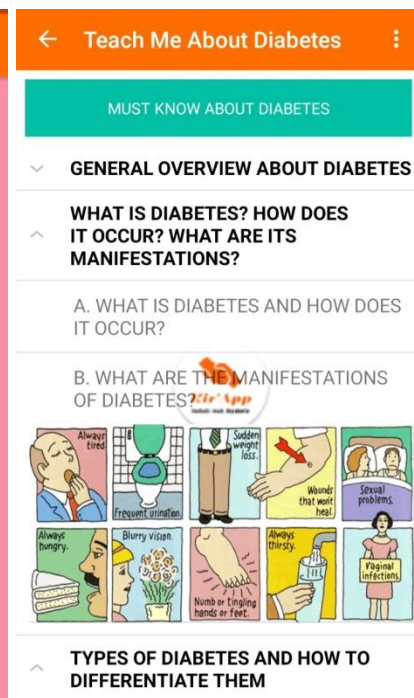 Teach Me About Diabetes
MUST KNOW ABOUT DIABETES
GENERAL OVERVIEW ABOUT DIABETES
WHAT IS DIABETES? HOW DOES
IT OCCUR? WHAT ARE ITS
MANIFESTATIONS?
A. WHAT IS DIABETES AND HOW DOES
IT OCCUR?
B. WHAT ARE THE MANIFESTATIONS
OF DIABETES?
Kir'App
Always
tired.
Frequent urination.
Sudden
weight
loss.
Wounds
that won't
heal.
Sexual
problems.
Always
hungry.
Blurry vision.
Numb or tingling
hands or feet.
Always
thirsty.
Vaginal
infections.
TYPES OF DIABETES AND HOW TO
DIFFERENTIATE THEM